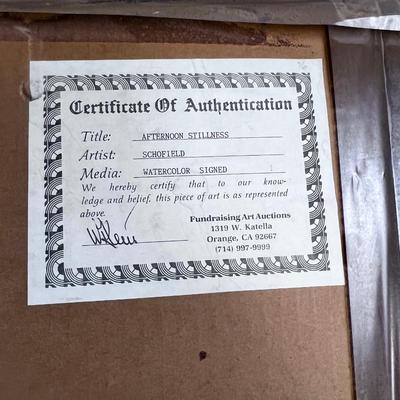 Certificate Of Authentication
Title: AFTERNOON STILLNESS
Artist: SCHOFIELD
Media: WATERCOLOR SIGNED
We hereby certify that to our know-
ledge and belief, this piece of art is as represented
above.
Fundraising Art Auctions
1319 W. Katella
Orange, CA 92667
(714) 997-9999